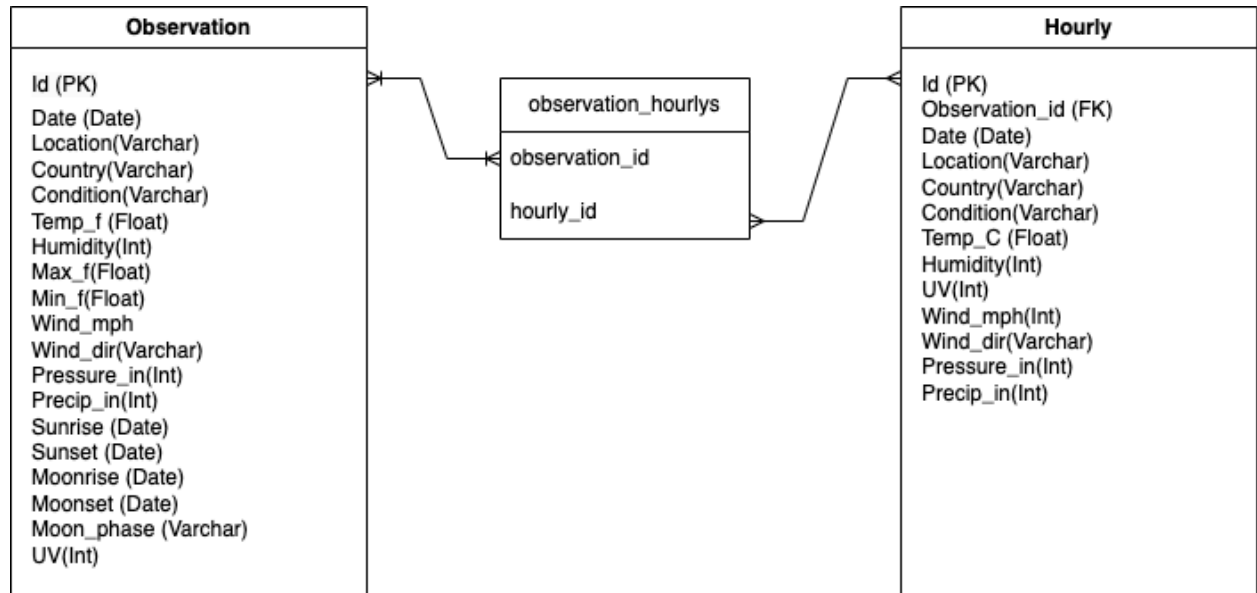 Observation
Id (PK)
Date (Date)
Location(Varchar)
Country(Varchar)
Condition(Varchar)
Temp_f (Float)
Humidity(Int)
Max_f(Float)
Min_f(Float)
Wind_mph
Wind_dir(Varchar)
Pressure_in(Int)
Precip_in(Int)
Sunrise (Date)
Sunset (Date)
Moonrise (Date)
Moonset (Date)
Moon_phase (Varchar)
UV(Int)
observation_hourlys
observation_id
hourly_id
Hourly
Id (PK)
Observation_id (FK)
Date (Date)
Location(Varchar)
Country(Varchar)
Condition(Varchar)
Temp_C (Float)
Humidity(Int)
UV(Int)
Wind_mph(Int)
Wind_dir(Varchar)
Pressure_in(Int)
Precip_in(Int)